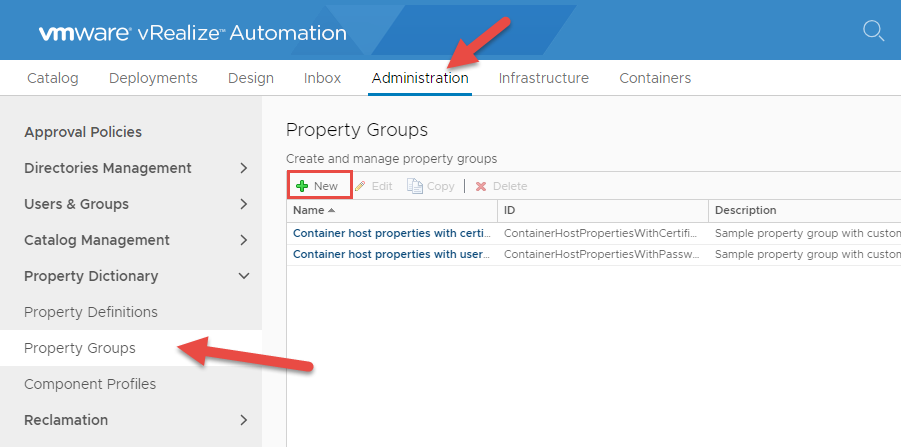 vmware® vRealize™ Automation
Catalog Deployments Design Inbox Administration Infrastructure Containers
Approval Policies
Directories Management
Users & Groups
Catalog Management
Property Dictionary
Property Definitions
Property Groups
Component Profiles
Reclamation
Property Groups
Create and manage property groups
New Edit Copy Delete
Name ID Description
Container host properties with certi... ContainerHostPropertiesWithCertifi... Sample property group with custom
Container host properties with user... ContainerHostPropertiesWithPassw... Sample property group with custom